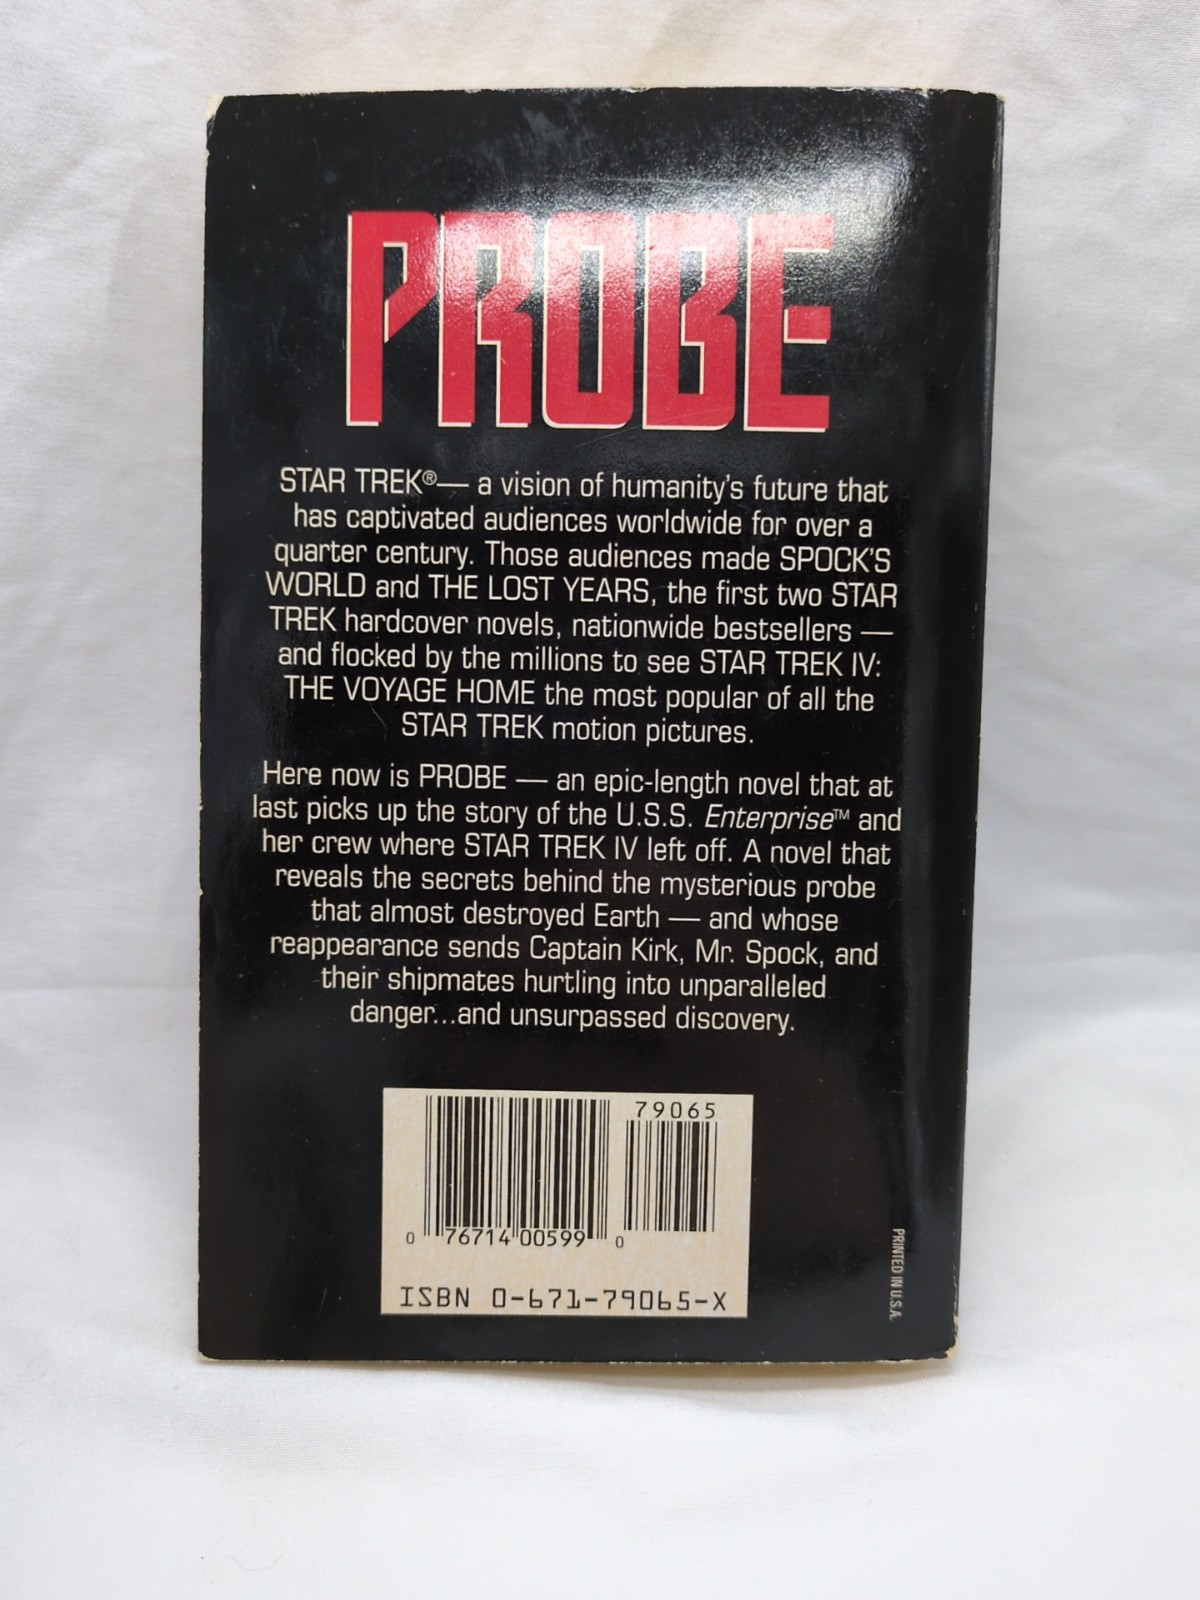 PROBE
STAR TREK®— a vision of humanity's future that
has captivated audiences worldwide for over a
quarter century. Those audiences made SPOCK'S
WORLD and THE LOST YEARS, the first two STAR
TREK hardcover novels, nationwide bestsellers —
and flocked by the millions to see STAR TREK IV:
THE VOYAGE HOME the most popular of all the
STAR TREK motion pictures.
Here now is PROBE — an epic-length novel that at
last picks up the story of the U.S.S. Enterprise™ and
her crew where STAR TREK IV left off. A novel that
reveals the secrets behind the mysterious probe
that almost destroyed Earth — and whose
reappearance sends Captain Kirk, Mr. Spock, and
their shipmates hurtling into unparalleled
danger...and unsurpassed discovery.
79065
0 76714 00599 0
ISBN 0-671-79065-X
PRINTED IN U.S.A.